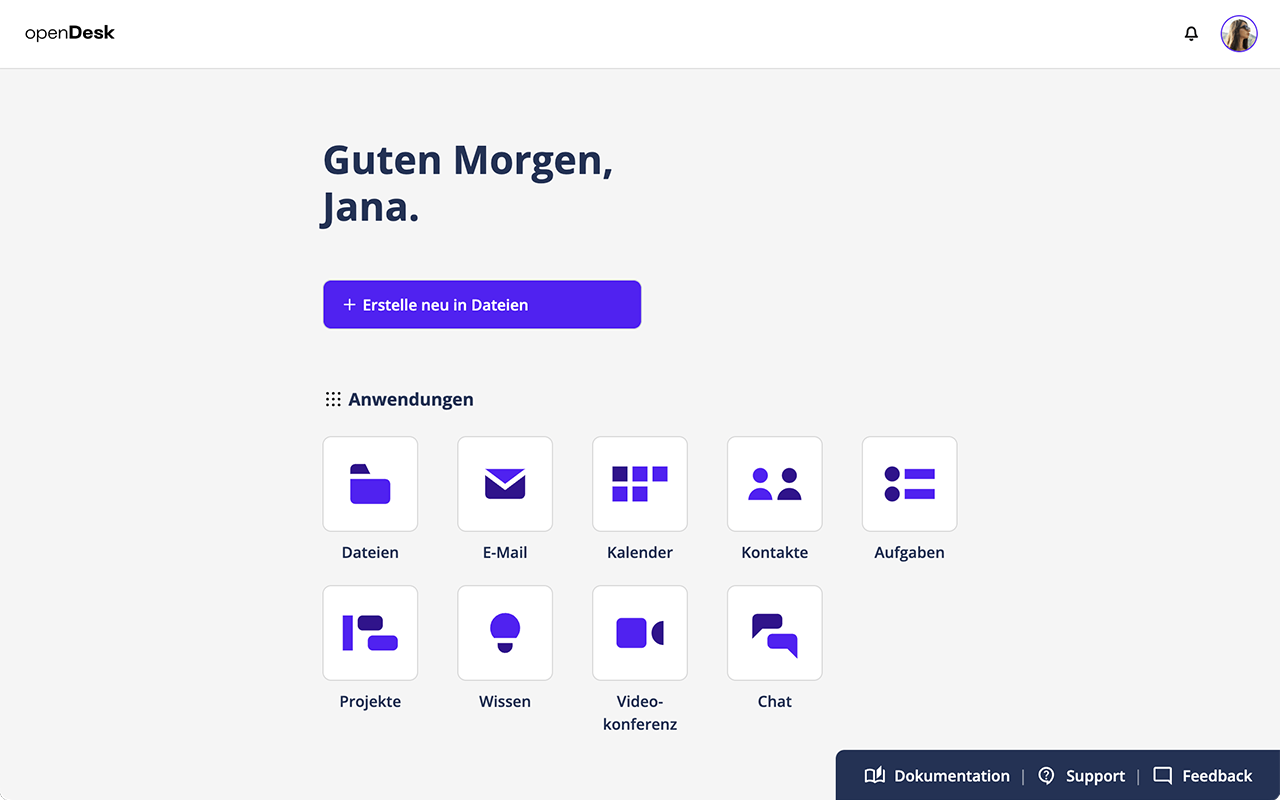 openDesk
Guten Morgen,
Jana.
+ Erstelle neu in Dateien
Anwendungen
Dateien
E-Mail
Kalender
Kontakte
Aufgaben
Projekte
Wissen
Video-
konferenz
Chat
Dokumentation | Support | Feedback